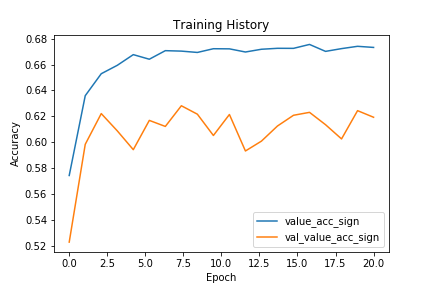 Training History
0.68
0.66
0.64
0.62
0.60
0.58
0.56
0.54
0.52
Accuracy
value_acc_sign
val_value_acc_sign
0.0 2.5 5.0 7.5 10.0 12.5 15.0 17.5 20.0
Epoch